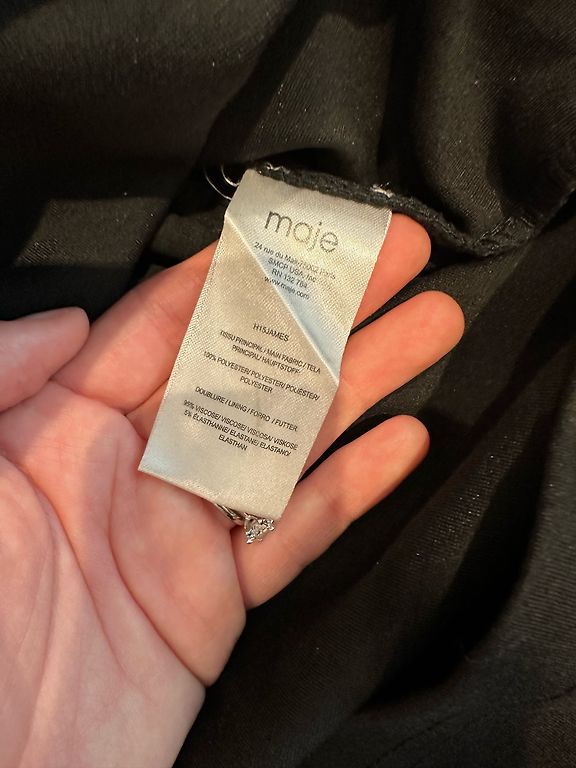 maje
24 rue du Mail-75002 Paris
SMCP USA, Inc
RN 132 784
www.maje.com
H15JAMES
TISSU PRINCIPAL / MAIN FABRIC / TELA
PRINCIPAL / HAUPTSTOFF:
100% POLYESTER/ POLYESTER/ POLIÉSTER/
POLYESTER
DOUBLURE / LINING / FORRO / FUTTER
95% VISCOSE/ VISCOSE/ VISCOSA/ VISKOSE
5% ÉLASTHANNE/ ELASTANE/ ELASTANO/
ELASTHAN